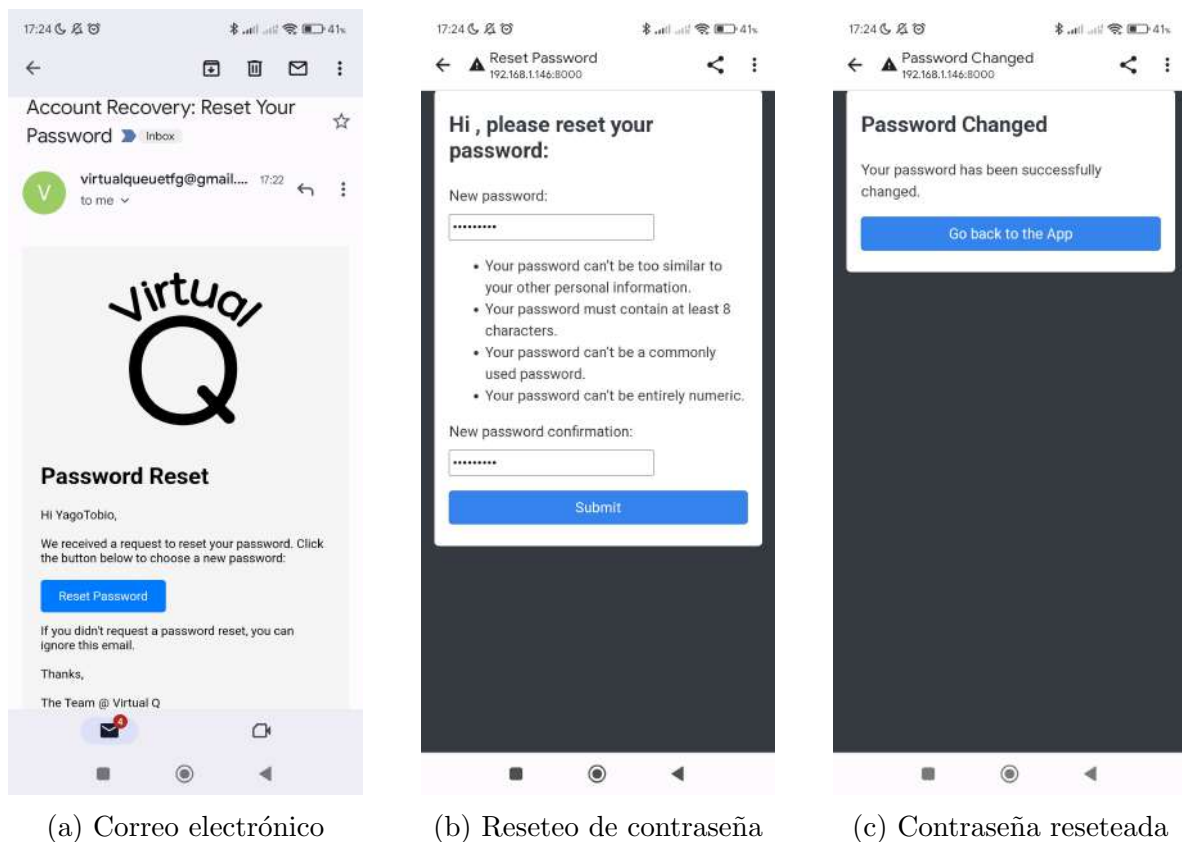 17:24
41%
Account Recovery: Reset Your
Password
Inbox
V
virtualqueuetfg@gmail.... 17:22
to me
Virtual
Q
Password Reset
Hi YagoTobio,
We received a request to reset your password. Click
the button below to choose a new password:
Reset Password
If you didn't request a password reset, you can
ignore this email.
Thanks,
The Team @ Virtual Q
4
(a) Correo electrónico
17:24
41%
Reset Password
192.168.1.146:8000
Hi , please reset your
password:
New password:
•••••••••
• Your password can't be too similar to
your other personal information.
• Your password must contain at least 8
characters.
• Your password can't be a commonly
used password.
• Your password can't be entirely numeric.
New password confirmation:
•••••••••
Submit
(b) Reseteo de contraseña
17:24
41%
Password Changed
192.168.1.146:8000
Password Changed
Your password has been successfully
changed.
Go back to the App
(c) Contraseña reseteada